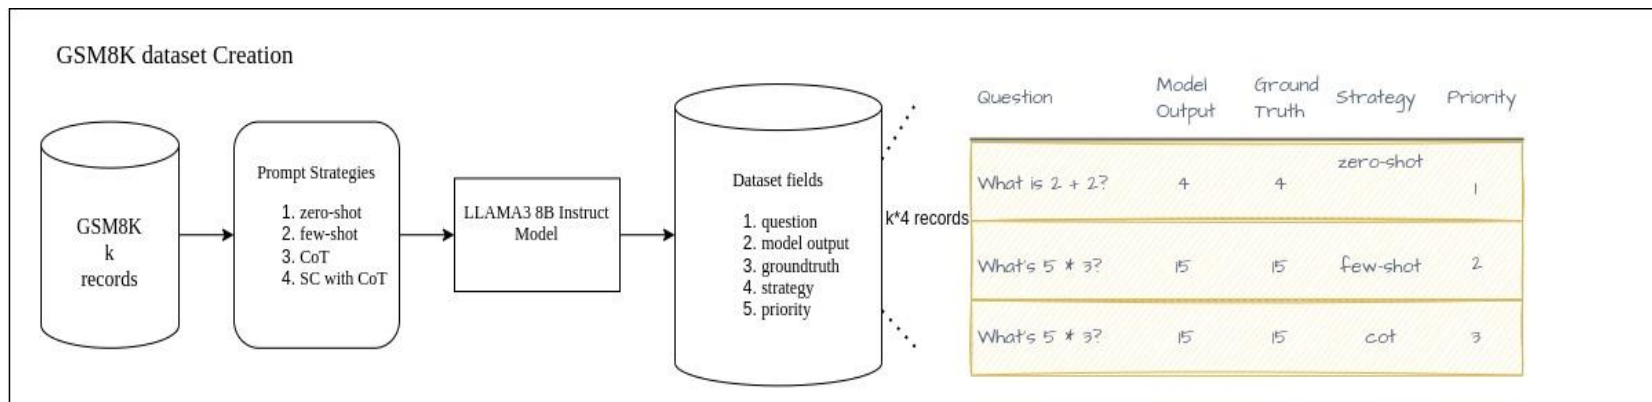 GSM8K dataset Creation
GSM8K
k
records
Prompt Strategies
1. zero-shot
2. few-shot
3. CoT
4. SC with CoT
LLAMA3 8B Instruct
Model
Dataset fields
1. question
2. model output
3. groundtruth
4. strategy
5. priority
k*4 records
Question Model Output Ground Truth Strategy Priority
What is 2 + 2? 4 4 zero-shot 1
What's 5 * 3? 15 15 few-shot 2
What's 5 * 3? 15 15 cot 3